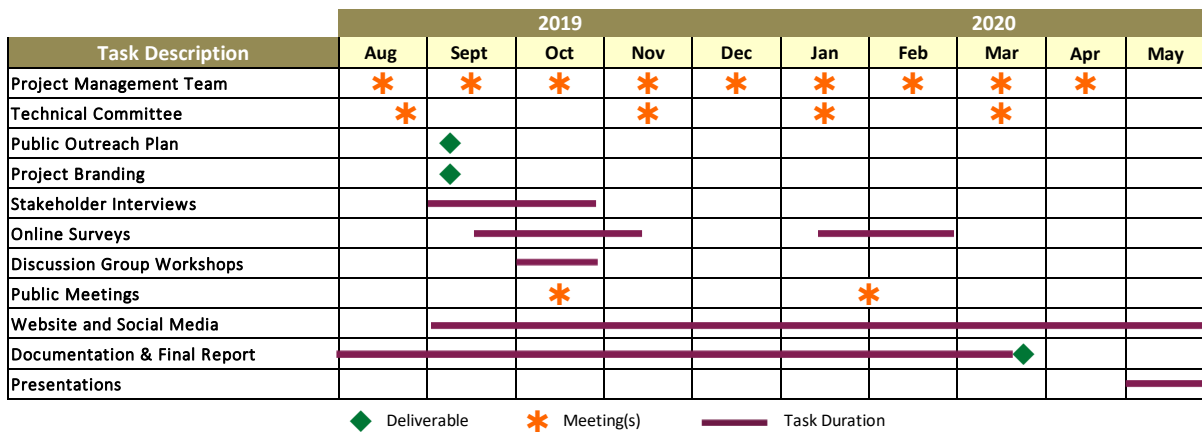 2019 2020
Task Description Aug Sept Oct Nov Dec Jan Feb Mar Apr May
Project Management Team
Technical Committee
Public Outreach Plan
Project Branding
Stakeholder Interviews
Online Surveys
Discussion Group Workshops
Public Meetings
Website and Social Media
Documentation & Final Report
Presentations
Deliverable Meeting(s) Task Duration